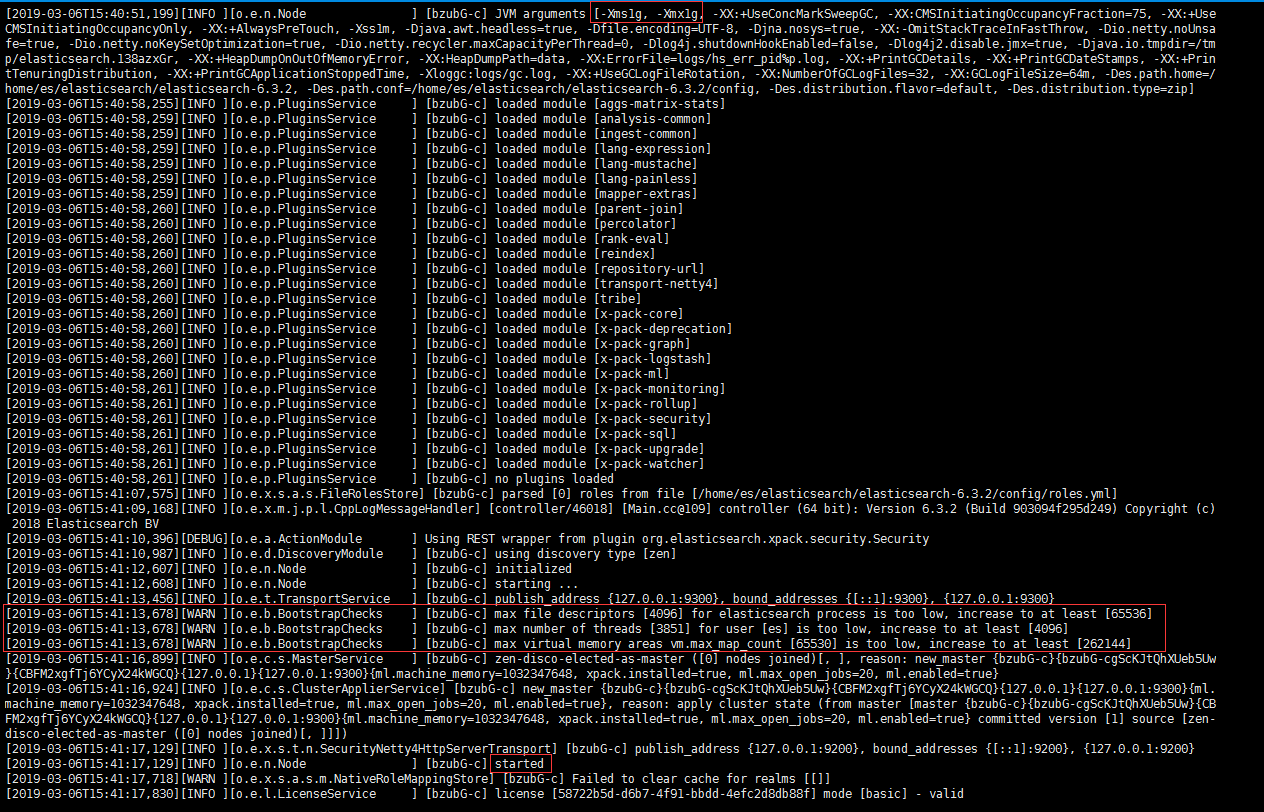 [2019-03-06T15:40:51,199][INFO ][o.e.n.Node               ] [bzubG-c] JVM arguments [-Xms1g, -Xmx1g, -XX:+UseConcMarkSweepGC, -XX:CMSInitiatingOccupancyFraction=75, -XX:+Use
CMSInitiatingOccupancyOnly, -XX:+AlwaysPreTouch, -Xss1m, -Djava.awt.headless=true, -Dfile.encoding=UTF-8, -Djna.nosys=true, -XX:-OmitStackTraceInFastThrow, -Dio.netty.noUnsa
fe=true, -Dio.netty.noKeySetOptimization=true, -Dio.netty.recycler.maxCapacityPerThread=0, -Dlog4j.shutdownHookEnabled=false, -Dlog4j2.disable.jmx=true, -Djava.io.tmpdir=/tm
p/elasticsearch.138azxGr, -XX:+HeapDumpOnOutOfMemoryError, -XX:HeapDumpPath=data, -XX:ErrorFile=logs/hs_err_pid%p.log, -XX:+PrintGCDetails, -XX:+PrintGCDateStamps, -XX:+Prin
tTenuringDistribution, -XX:+PrintGCApplicationStoppedTime, -Xloggc:logs/gc.log, -XX:+UseGCLogFileRotation, -XX:NumberOfGCLogFiles=32, -XX:GCLogFileSize=64m, -Des.path.home=/
home/es/elasticsearch/elasticsearch-6.3.2, -Des.path.conf=/home/es/elasticsearch/elasticsearch-6.3.2/config, -Des.distribution.flavor=default, -Des.distribution.type=zip]
[2019-03-06T15:40:58,255][INFO ][o.e.p.PluginsService     ] [bzubG-c] loaded module [aggs-matrix-stats]
[2019-03-06T15:40:58,259][INFO ][o.e.p.PluginsService     ] [bzubG-c] loaded module [analysis-common]
[2019-03-06T15:40:58,259][INFO ][o.e.p.PluginsService     ] [bzubG-c] loaded module [ingest-common]
[2019-03-06T15:40:58,259][INFO ][o.e.p.PluginsService     ] [bzubG-c] loaded module [lang-expression]
[2019-03-06T15:40:58,259][INFO ][o.e.p.PluginsService     ] [bzubG-c] loaded module [lang-mustache]
[2019-03-06T15:40:58,259][INFO ][o.e.p.PluginsService     ] [bzubG-c] loaded module [lang-painless]
[2019-03-06T15:40:58,259][INFO ][o.e.p.PluginsService     ] [bzubG-c] loaded module [mapper-extras]
[2019-03-06T15:40:58,260][INFO ][o.e.p.PluginsService     ] [bzubG-c] loaded module [parent-join]
[2019-03-06T15:40:58,260][INFO ][o.e.p.PluginsService     ] [bzubG-c] loaded module [percolator]
[2019-03-06T15:40:58,260][INFO ][o.e.p.PluginsService     ] [bzubG-c] loaded module [rank-eval]
[2019-03-06T15:40:58,260][INFO ][o.e.p.PluginsService     ] [bzubG-c] loaded module [reindex]
[2019-03-06T15:40:58,260][INFO ][o.e.p.PluginsService     ] [bzubG-c] loaded module [repository-url]
[2019-03-06T15:40:58,260][INFO ][o.e.p.PluginsService     ] [bzubG-c] loaded module [transport-netty4]
[2019-03-06T15:40:58,260][INFO ][o.e.p.PluginsService     ] [bzubG-c] loaded module [tribe]
[2019-03-06T15:40:58,260][INFO ][o.e.p.PluginsService     ] [bzubG-c] loaded module [x-pack-core]
[2019-03-06T15:40:58,260][INFO ][o.e.p.PluginsService     ] [bzubG-c] loaded module [x-pack-deprecation]
[2019-03-06T15:40:58,260][INFO ][o.e.p.PluginsService     ] [bzubG-c] loaded module [x-pack-graph]
[2019-03-06T15:40:58,260][INFO ][o.e.p.PluginsService     ] [bzubG-c] loaded module [x-pack-logstash]
[2019-03-06T15:40:58,260][INFO ][o.e.p.PluginsService     ] [bzubG-c] loaded module [x-pack-ml]
[2019-03-06T15:40:58,261][INFO ][o.e.p.PluginsService     ] [bzubG-c] loaded module [x-pack-monitoring]
[2019-03-06T15:40:58,261][INFO ][o.e.p.PluginsService     ] [bzubG-c] loaded module [x-pack-rollup]
[2019-03-06T15:40:58,261][INFO ][o.e.p.PluginsService     ] [bzubG-c] loaded module [x-pack-security]
[2019-03-06T15:40:58,261][INFO ][o.e.p.PluginsService     ] [bzubG-c] loaded module [x-pack-sql]
[2019-03-06T15:40:58,261][INFO ][o.e.p.PluginsService     ] [bzubG-c] loaded module [x-pack-upgrade]
[2019-03-06T15:40:58,261][INFO ][o.e.p.PluginsService     ] [bzubG-c] loaded module [x-pack-watcher]
[2019-03-06T15:40:58,261][INFO ][o.e.p.PluginsService     ] [bzubG-c] no plugins loaded
[2019-03-06T15:41:07,575][INFO ][o.e.x.s.a.s.FileRolesStore] [bzubG-c] parsed [0] roles from file [/home/es/elasticsearch/elasticsearch-6.3.2/config/roles.yml]
[2019-03-06T15:41:09,168][INFO ][o.e.x.m.j.p.l.CppLogMessageHandler] [controller/46018] [Main.cc@109] controller (64 bit): Version 6.3.2 (Build 903094f295d249) Copyright (c)
 2018 Elasticsearch BV
[2019-03-06T15:41:10,396][DEBUG][o.e.a.ActionModule       ] Using REST wrapper from plugin org.elasticsearch.xpack.security.Security
[2019-03-06T15:41:10,987][INFO ][o.e.d.DiscoveryModule    ] [bzubG-c] using discovery type [zen]
[2019-03-06T15:41:12,607][INFO ][o.e.n.Node               ] [bzubG-c] initialized
[2019-03-06T15:41:12,608][INFO ][o.e.n.Node               ] [bzubG-c] starting ...
[2019-03-06T15:41:13,456][INFO ][o.e.t.TransportService   ] [bzubG-c] publish_address {127.0.0.1:9300}, bound_addresses {[::1]:9300}, {127.0.0.1:9300}
[2019-03-06T15:41:13,678][WARN ][o.e.b.BootstrapChecks    ] [bzubG-c] max file descriptors [4096] for elasticsearch process is too low, increase to at least [65536]
[2019-03-06T15:41:13,678][WARN ][o.e.b.BootstrapChecks    ] [bzubG-c] max number of threads [3851] for user [es] is too low, increase to at least [4096]
[2019-03-06T15:41:13,678][WARN ][o.e.b.BootstrapChecks    ] [bzubG-c] max virtual memory areas vm.max_map_count [65530] is too low, increase to at least [262144]
[2019-03-06T15:41:16,899][INFO ][o.e.c.s.MasterService    ] [bzubG-c] zen-disco-elected-as-master ([0] nodes joined)[, ], reason: new_master {bzubG-c}{bzubG-cgScKJtQhXUeb5Uw
}{CBFM2xgfTj6YCyX24kWGCQ}{127.0.0.1}{127.0.0.1:9300}{ml.machine_memory=1032347648, xpack.installed=true, ml.max_open_jobs=20, ml.enabled=true}
[2019-03-06T15:41:16,924][INFO ][o.e.c.s.ClusterApplierService] [bzubG-c] new_master {bzubG-c}{bzubG-cgScKJtQhXUeb5Uw}{CBFM2xgfTj6YCyX24kWGCQ}{127.0.0.1}{127.0.0.1:9300}{ml.
machine_memory=1032347648, xpack.installed=true, ml.max_open_jobs=20, ml.enabled=true}, reason: apply cluster state (from master [master {bzubG-c}{bzubG-cgScKJtQhXUeb5Uw}{CB
FM2xgfTj6YCyX24kWGCQ}{127.0.0.1}{127.0.0.1:9300}{ml.machine_memory=1032347648, xpack.installed=true, ml.max_open_jobs=20, ml.enabled=true} committed version [1] source [zen-
disco-elected-as-master ([0] nodes joined)[, ]]])
[2019-03-06T15:41:17,129][INFO ][o.e.x.s.t.n.SecurityNetty4HttpServerTransport] [bzubG-c] publish_address {127.0.0.1:9200}, bound_addresses {[::1]:9200}, {127.0.0.1:9200}
[2019-03-06T15:41:17,129][INFO ][o.e.n.Node               ] [bzubG-c] started
[2019-03-06T15:41:17,718][WARN ][o.e.x.s.a.s.m.NativeRoleMappingStore] [bzubG-c] Failed to clear cache for realms [[]]
[2019-03-06T15:41:17,830][INFO ][o.e.l.LicenseService     ] [bzubG-c] license [58722b5d-d6b7-4f91-bbdd-4efc2d8db88f] mode [basic] - valid